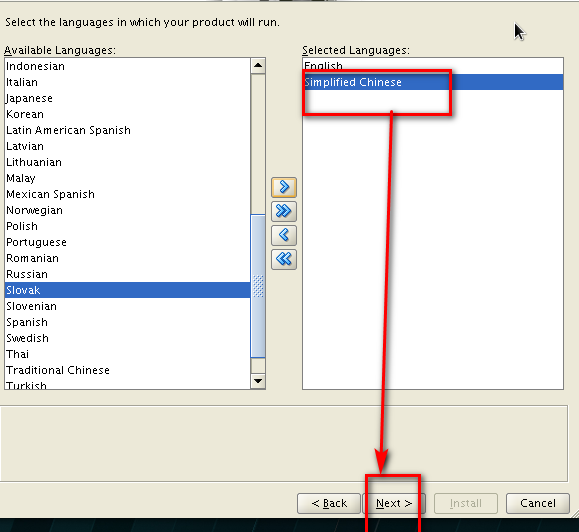 Select the languages in which your product will run.
Available Languages:
Indonesian
Italian
Japanese
Korean
Latin American Spanish
Latvian
Lithuanian
Malay
Mexican Spanish
Norwegian
Polish
Portuguese
Romanian
Russian
Slovak
Slovenian
Spanish
Swedish
Thai
Traditional Chinese
Turkish
Selected Languages:
English
Simplified Chinese
< Back
Next >
Install
Cancel